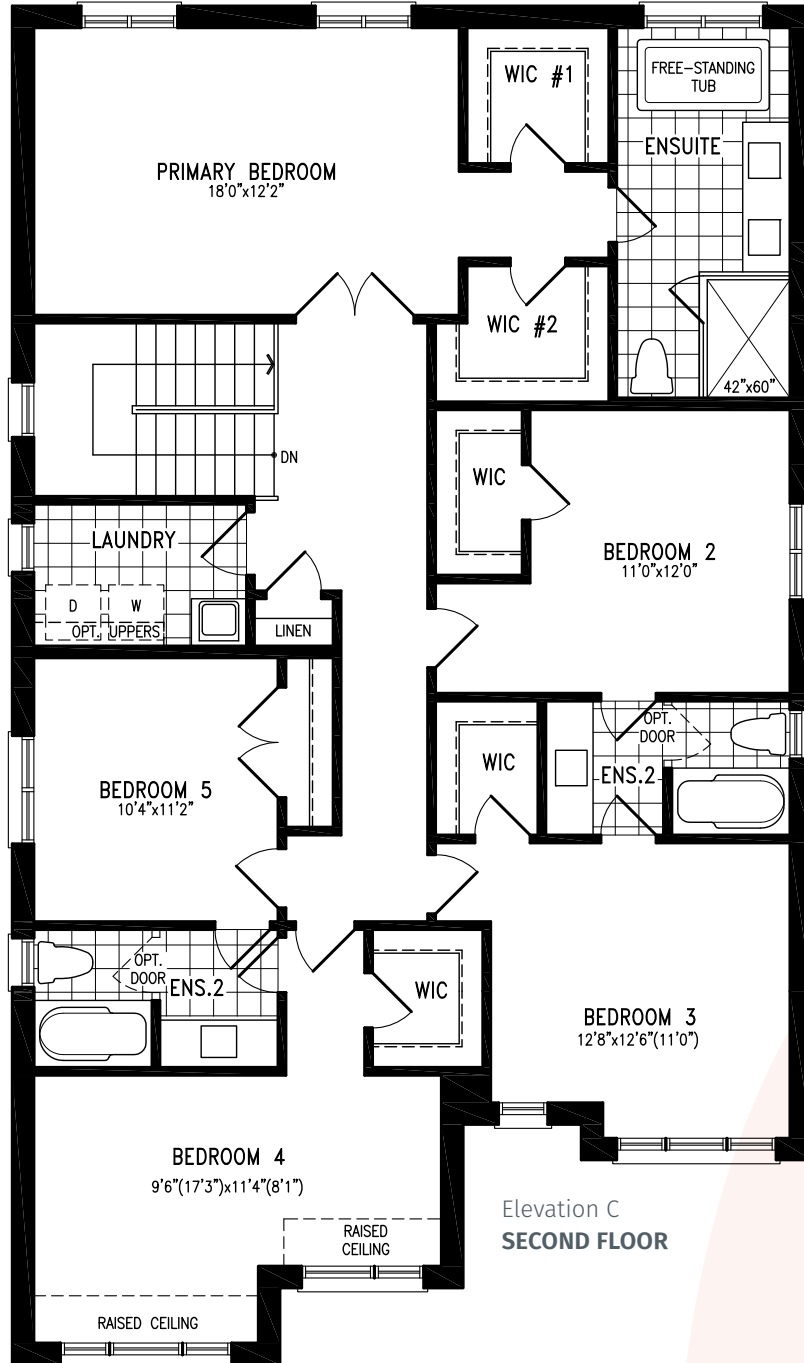 WIC #1
FREE-STANDING
TUB
ENSUITE
PRIMARY BEDROOM
18'0"x12'2"
WIC #2
42"x60"
DN
WIC
LAUNDRY
BEDROOM 2
11'0"x12'0"
D
W
OPT. UPPERS
LINEN
OPT.
DOOR
WIC
ENS.2
BEDROOM 5
10'4"x11'2"
OPT.
DOOR
ENS.2
WIC
BEDROOM 3
12'8"x12'6"(11'0")
BEDROOM 4
9'6"(17'3")x11'4"(8'1")
RAISED
CEILING
Elevation C
SECOND FLOOR
RAISED CEILING